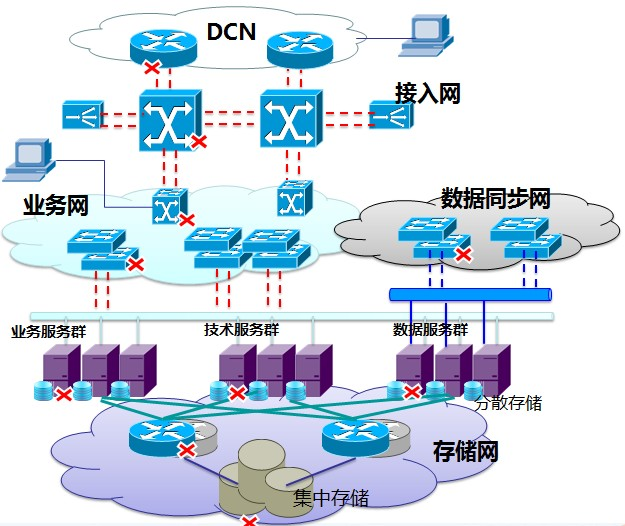 DCN
接入网
业务网
数据同步网
业务服务群
技术服务群
数据服务群
分散存储
存储网
集中存储